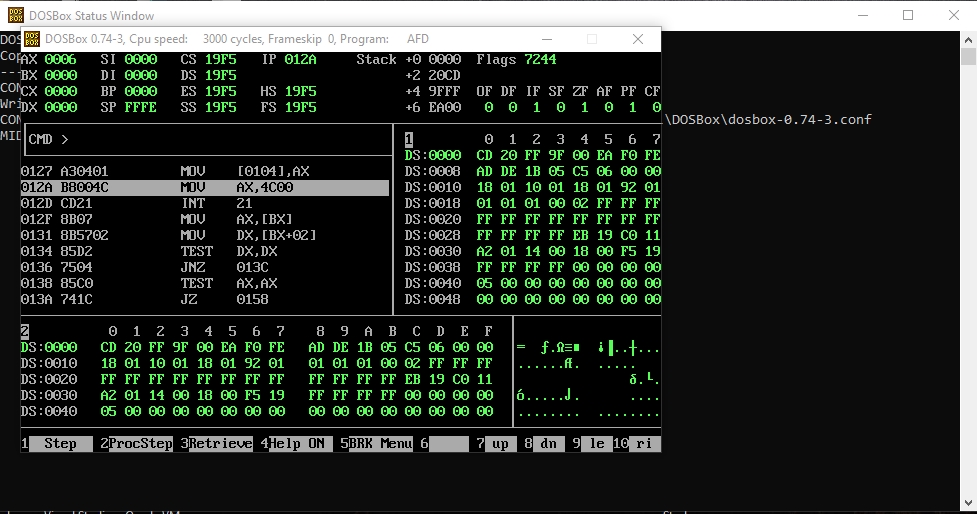 DOSBox Status Window
DOSBox 0.74-3, Cpu speed: 3000 cycles, Frameskip 0, Program: AFD
AX 0006 SI 0000 CS 19F5 IP 012A Stack +0 0000 Flags 7244
BX 0000 DI 0000 DS 19F5 +2 20CD
CX 0000 BP 0000 ES 19F5 HS 19F5 +4 9FFF OF DF IF SF ZF AF PF CF
DX 0000 SP FFFE SS 19F5 FS 19F5 +6 EA00 0 0 1 0 1 0 1 0
\DOSBox\dosbox-0.74-3.conf
CMD >
0127 A30401 MOV [0104],AX
012A B8004C MOV AX,4C00
012D CD21 INT 21
012F 8B07 MOV AX,[BX]
0131 8B5702 MOV DX,[BX+02]
0134 85D2 TEST DX,DX
0136 7504 JNZ 013C
0138 85C0 TEST AX,AX
013A 741C JZ 0158
1 0 1 2 3 4 5 6 7
DS:0000 CD 20 FF 9F 00 EA F0 FE
DS:0008 AD DE 1B 05 C5 06 00 00
DS:0010 18 01 10 01 18 01 92 01
DS:0018 01 01 01 00 02 FF FF FF
DS:0020 FF FF FF FF FF FF FF FF
DS:0028 FF FF FF FF EB 19 C0 11
DS:0030 A2 01 14 00 18 00 F5 19
DS:0038 FF FF FF FF 00 00 00 00
DS:0040 05 00 00 00 00 00 00 00
DS:0048 00 00 00 00 00 00 00 00
2 0 1 2 3 4 5 6 7 8 9 A B C D E F
DS:0000 CD 20 FF 9F 00 EA F0 FE AD DE 1B 05 C5 06 00 00 = ƒ.Ω≡■ ¡▐..┼...
DS:0010 18 01 10 01 18 01 92 01 01 01 01 00 02 FF FF FF ......Æ. .....
DS:0020 FF FF FF FF FF FF FF FF FF FF FF FF EB 19 C0 11 δ.└.
DS:0030 A2 01 14 00 18 00 F5 19 FF FF FF FF 00 00 00 00 ó.....⌡. ....
DS:0040 05 00 00 00 00 00 00 00 00 00 00 00 00 00 00 00 ........ ........
1 Step 2ProcStep 3Retrieve 4Help ON 5BRK Menu 6 7 up 8 dn 9 le 10 ri